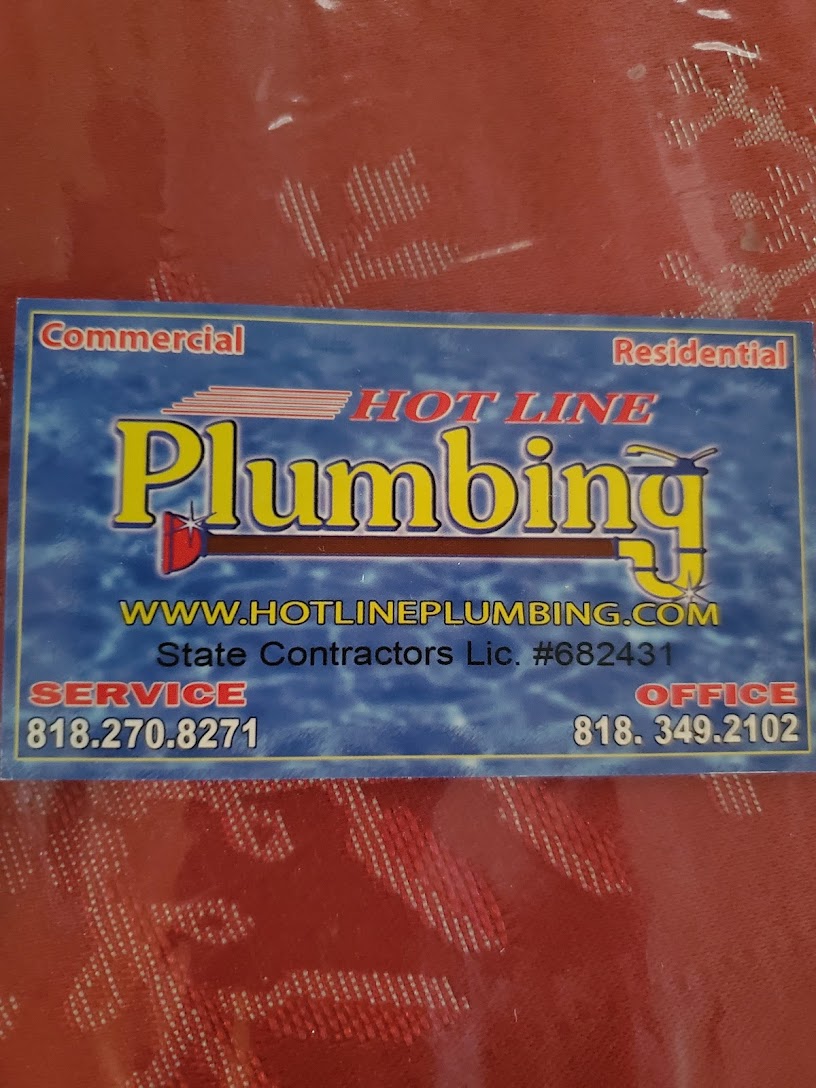 Commercial
Residential
HOT LINE
Plumbing
WWW.HOTLINEPLUMBING.COM
State Contractors Lic. #682431
SERVICE OFFICE
818.270.8271 818. 349.2102